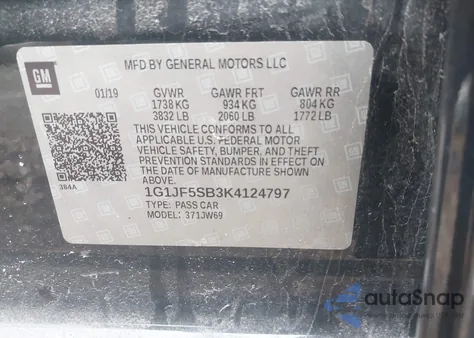 GM
MFD BY GENERAL MOTORS LLC
01/19 GVWR GAWR FRT GAWR RR
1738 KG 934 KG 804 KG
3832 LB 2060 LB 1772 LB
THIS VEHICLE CONFORMS TO ALL
APPLICABLE U.S. FEDERAL MOTOR
VEHICLE SAFETY, BUMPER, AND THEFT
PREVENTION STANDARDS IN EFFECT ON
THE DATE OF MANUFACTURE SHOWN
ABOVE.
384A
1G1JF5SB3K4124797
TYPE: PASS CAR
MODEL: 371JW69
autoSnap